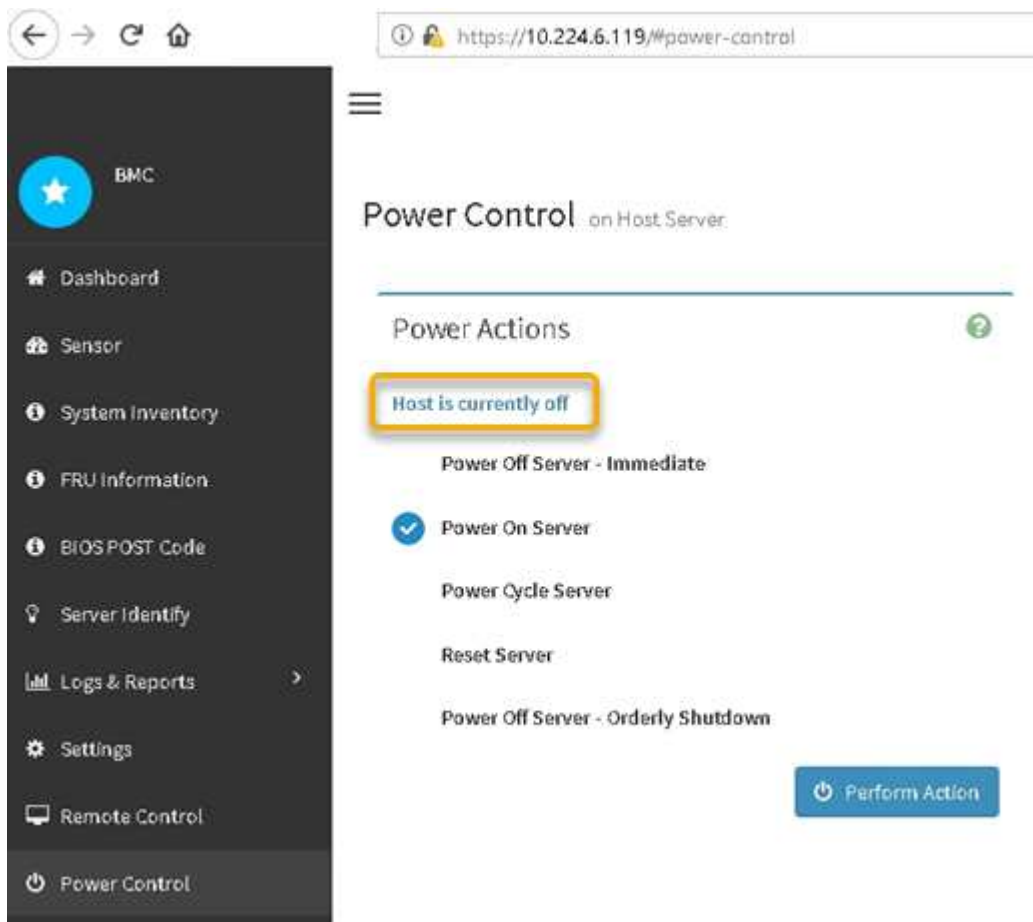 https://10.224.6.119/#power-control
BMC
Power Control on Host Server
Dashboard
Power Actions
Sensor
Host is currently off
System Inventory
Power Off Server - Immediate
FRU Information
Power On Server
BIOS POST Code
Power Cycle Server
Server Identify
Reset Server
Logs & Reports
Power Off Server - Orderly Shutdown
Settings
Perform Action
Remote Control
Power Control